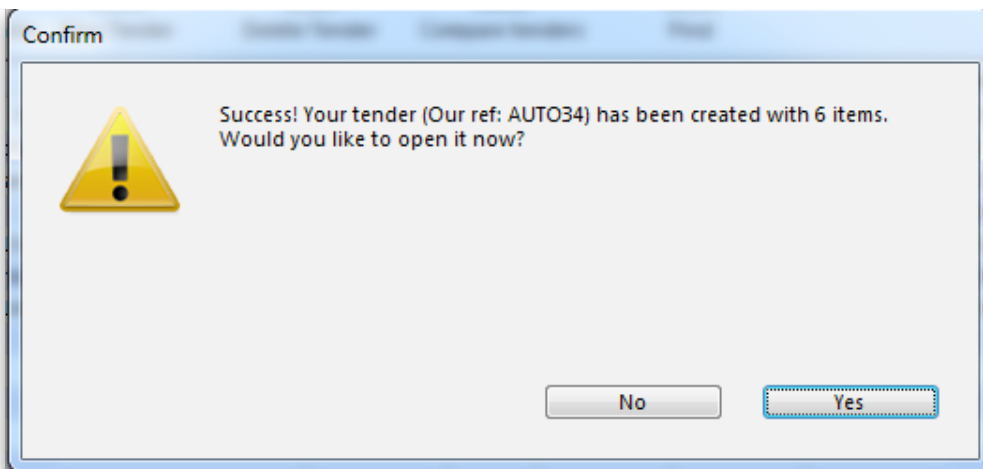 Confirm
Success! Your tender (Our ref: AUTO34) has been created with 6 items.
Would you like to open it now?
No
Yes